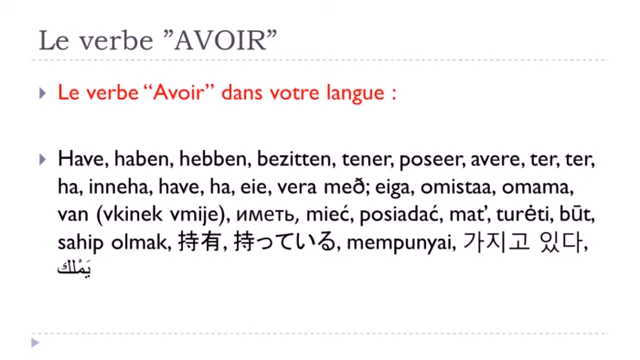 Le verbe ”AVOIR”
Le verbe “Avoir” dans votre langue :
Have, haben, hebben, bezitten, tener, poseer, avere, ter, ter,
ha, inneha, have, ha, eie, vera með; eiga, omistaa, omama,
van (vkinek vmije), иметь, mieć, posiadać, mať, turėti, būt,
sahip olmak, 持有, 持っている, mempunyai, 가지고 있다,
يَمْلك